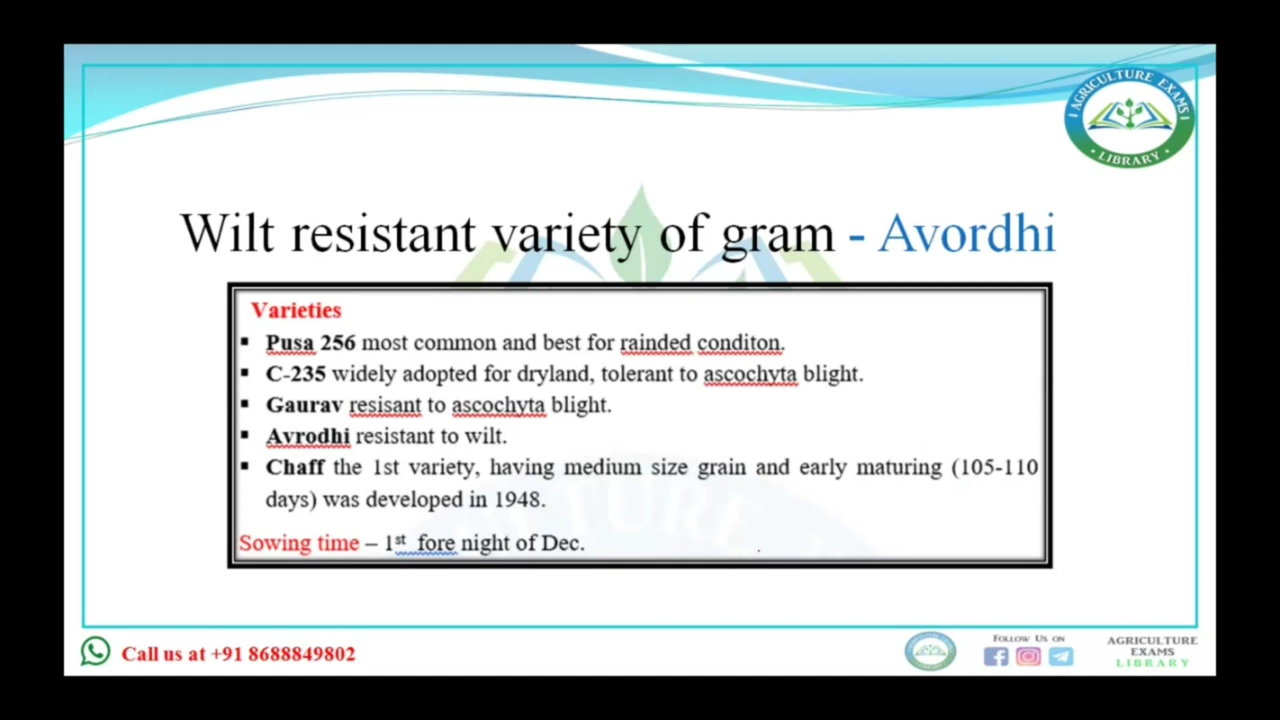 AGRICULTURE EXAMS
LIBRARY
Wilt resistant variety of gram - Avordhi
Varieties
▪ Pusa 256 most common and best for rainded conditon.
▪ C-235 widely adopted for dryland, tolerant to ascochyta blight.
▪ Gaurav resisant to ascochyta blight.
▪ Avrodhi resistant to wilt.
▪ Chaff the 1st variety, having medium size grain and early maturing (105-110
days) was developed in 1948.
Sowing time – 1st fore night of Dec.
Call us at +91 8688849802
FOLLOW US ON
AGRICULTURE
EXAMS
LIBRARY